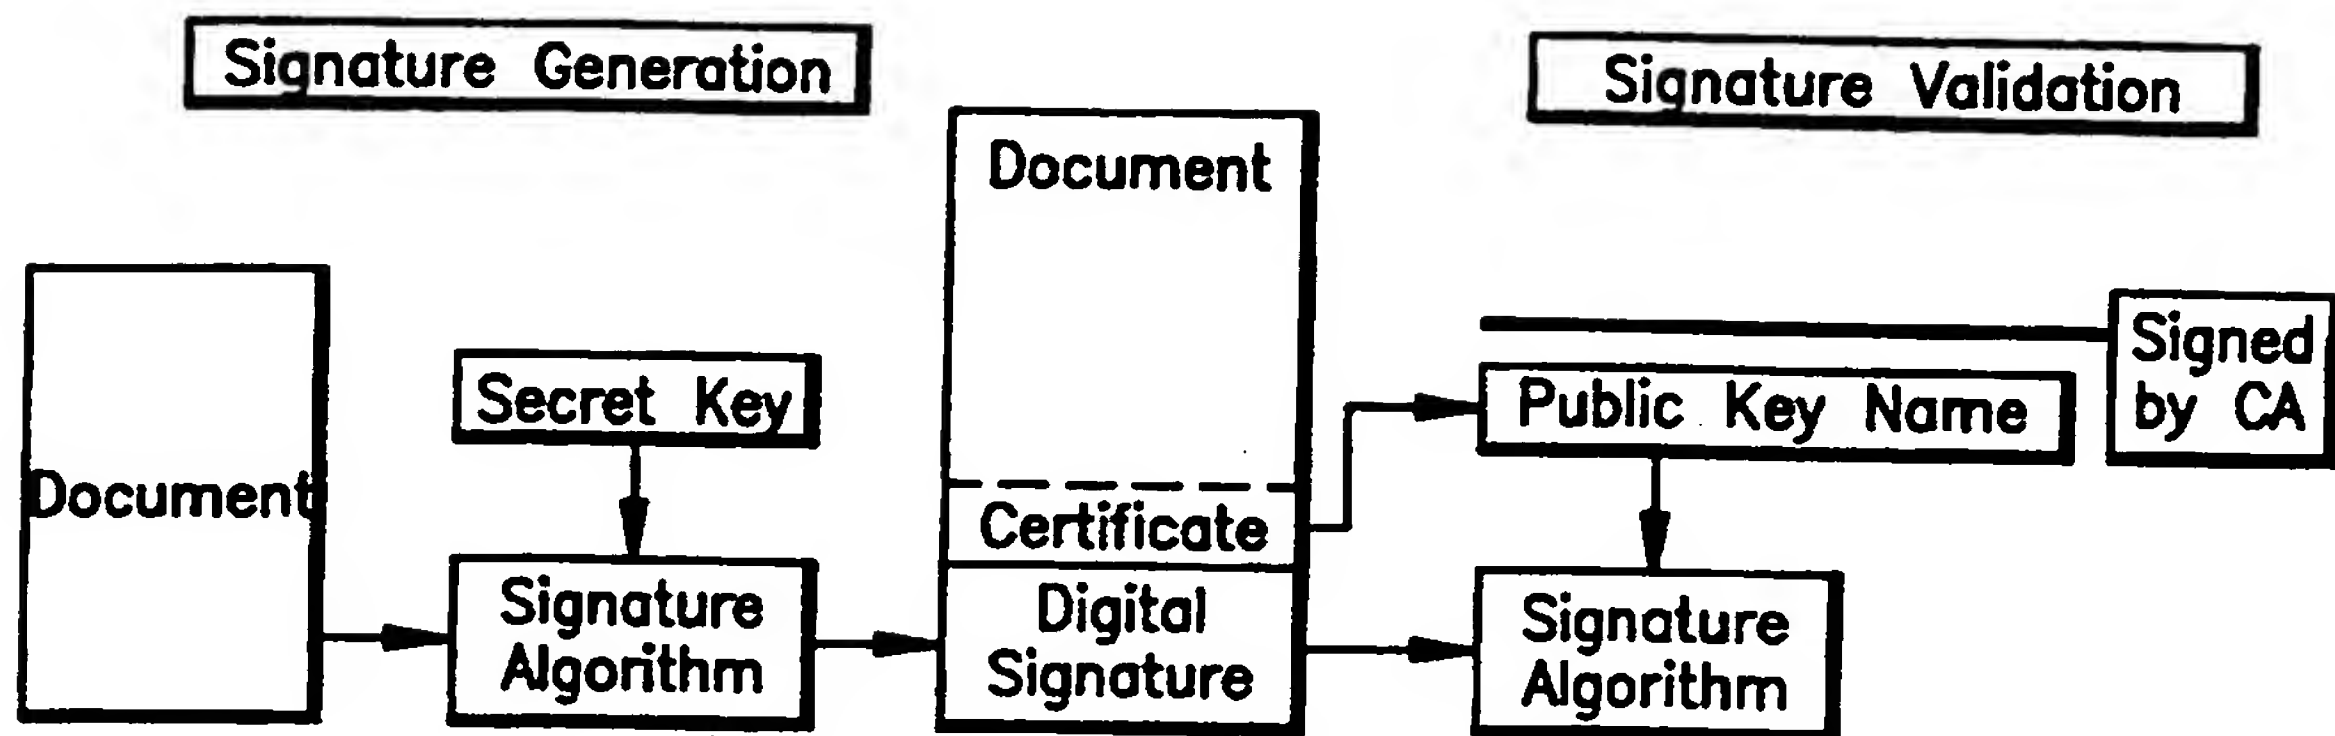 Signature Generation
Signature Validation
Document
Document
Secret Key
Signature
Algorithm
Certificate
Digital
Signature
Public Key Name
Signed
by CA
Signature
Algorithm